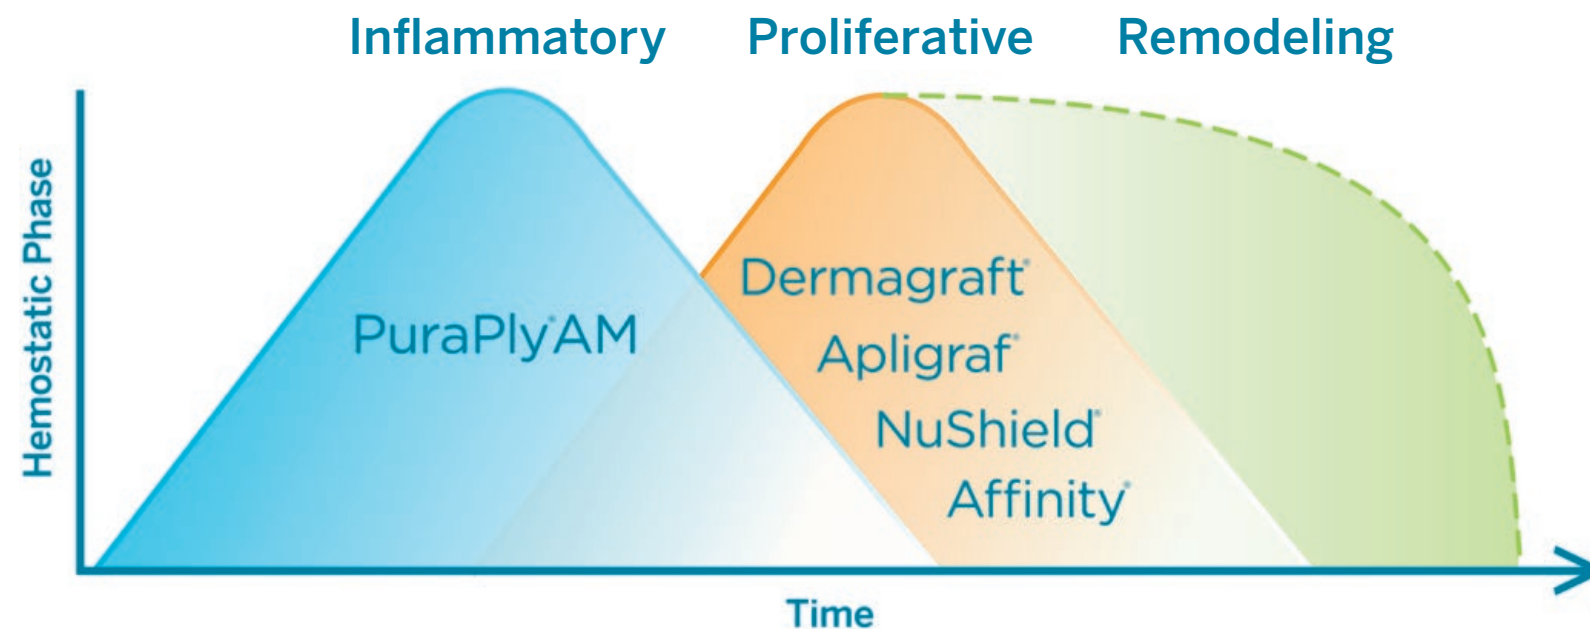 Inflammatory Proliferative Remodeling
Hemostatic Phase
PuraPly®AM
Dermagraft®
Apligraf®
NuShield®
Affinity®
Time